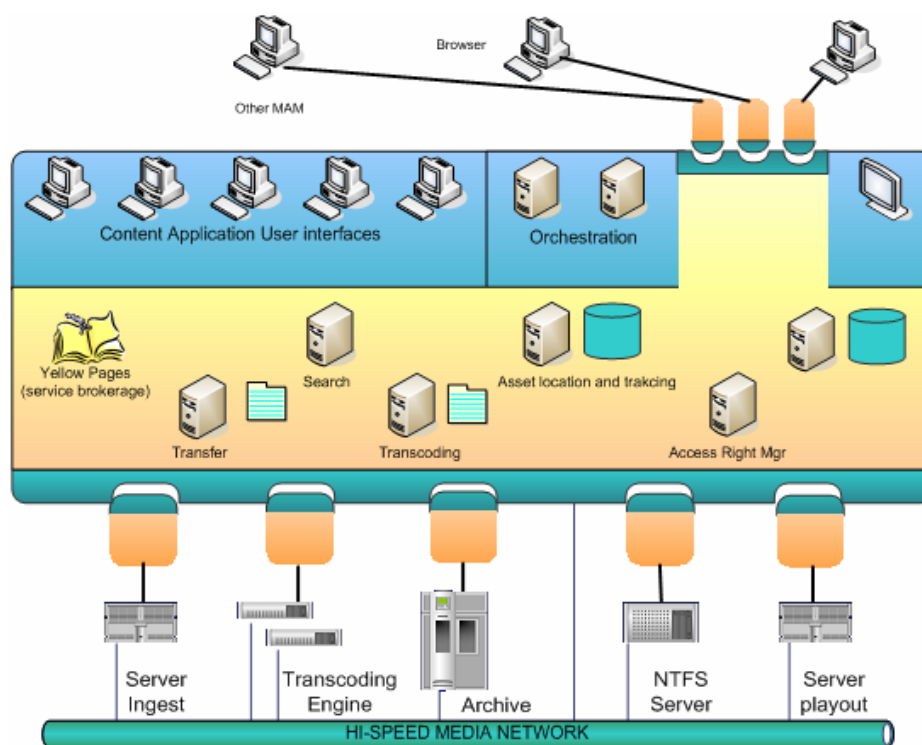 Browser
Other MAM
Content Application User interfaces
Orchestration
Yellow Pages
(service brokerage)
Search
Asset location and trakcing
Transfer
Transcoding
Access Right Mgr
Server
Ingest
Transcoding
Engine
Archive
NTFS
Server
Server
playout
HI-SPEED MEDIA NETWORK